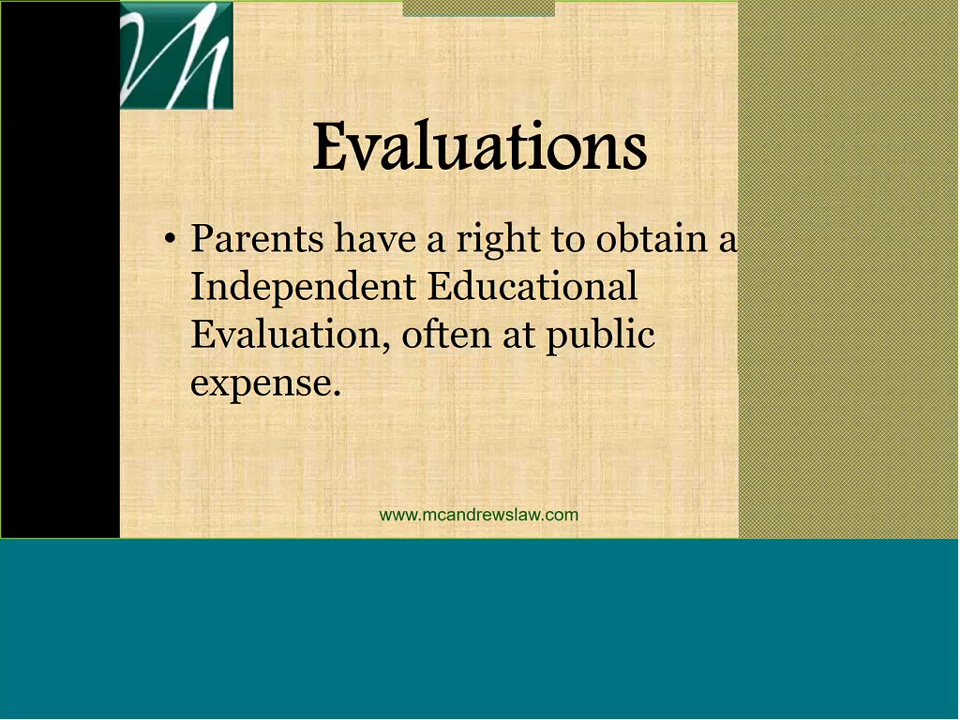 Evaluations
• Parents have a right to obtain a
Independent Educational
Evaluation, often at public
expense.
www.mcandrewslaw.com